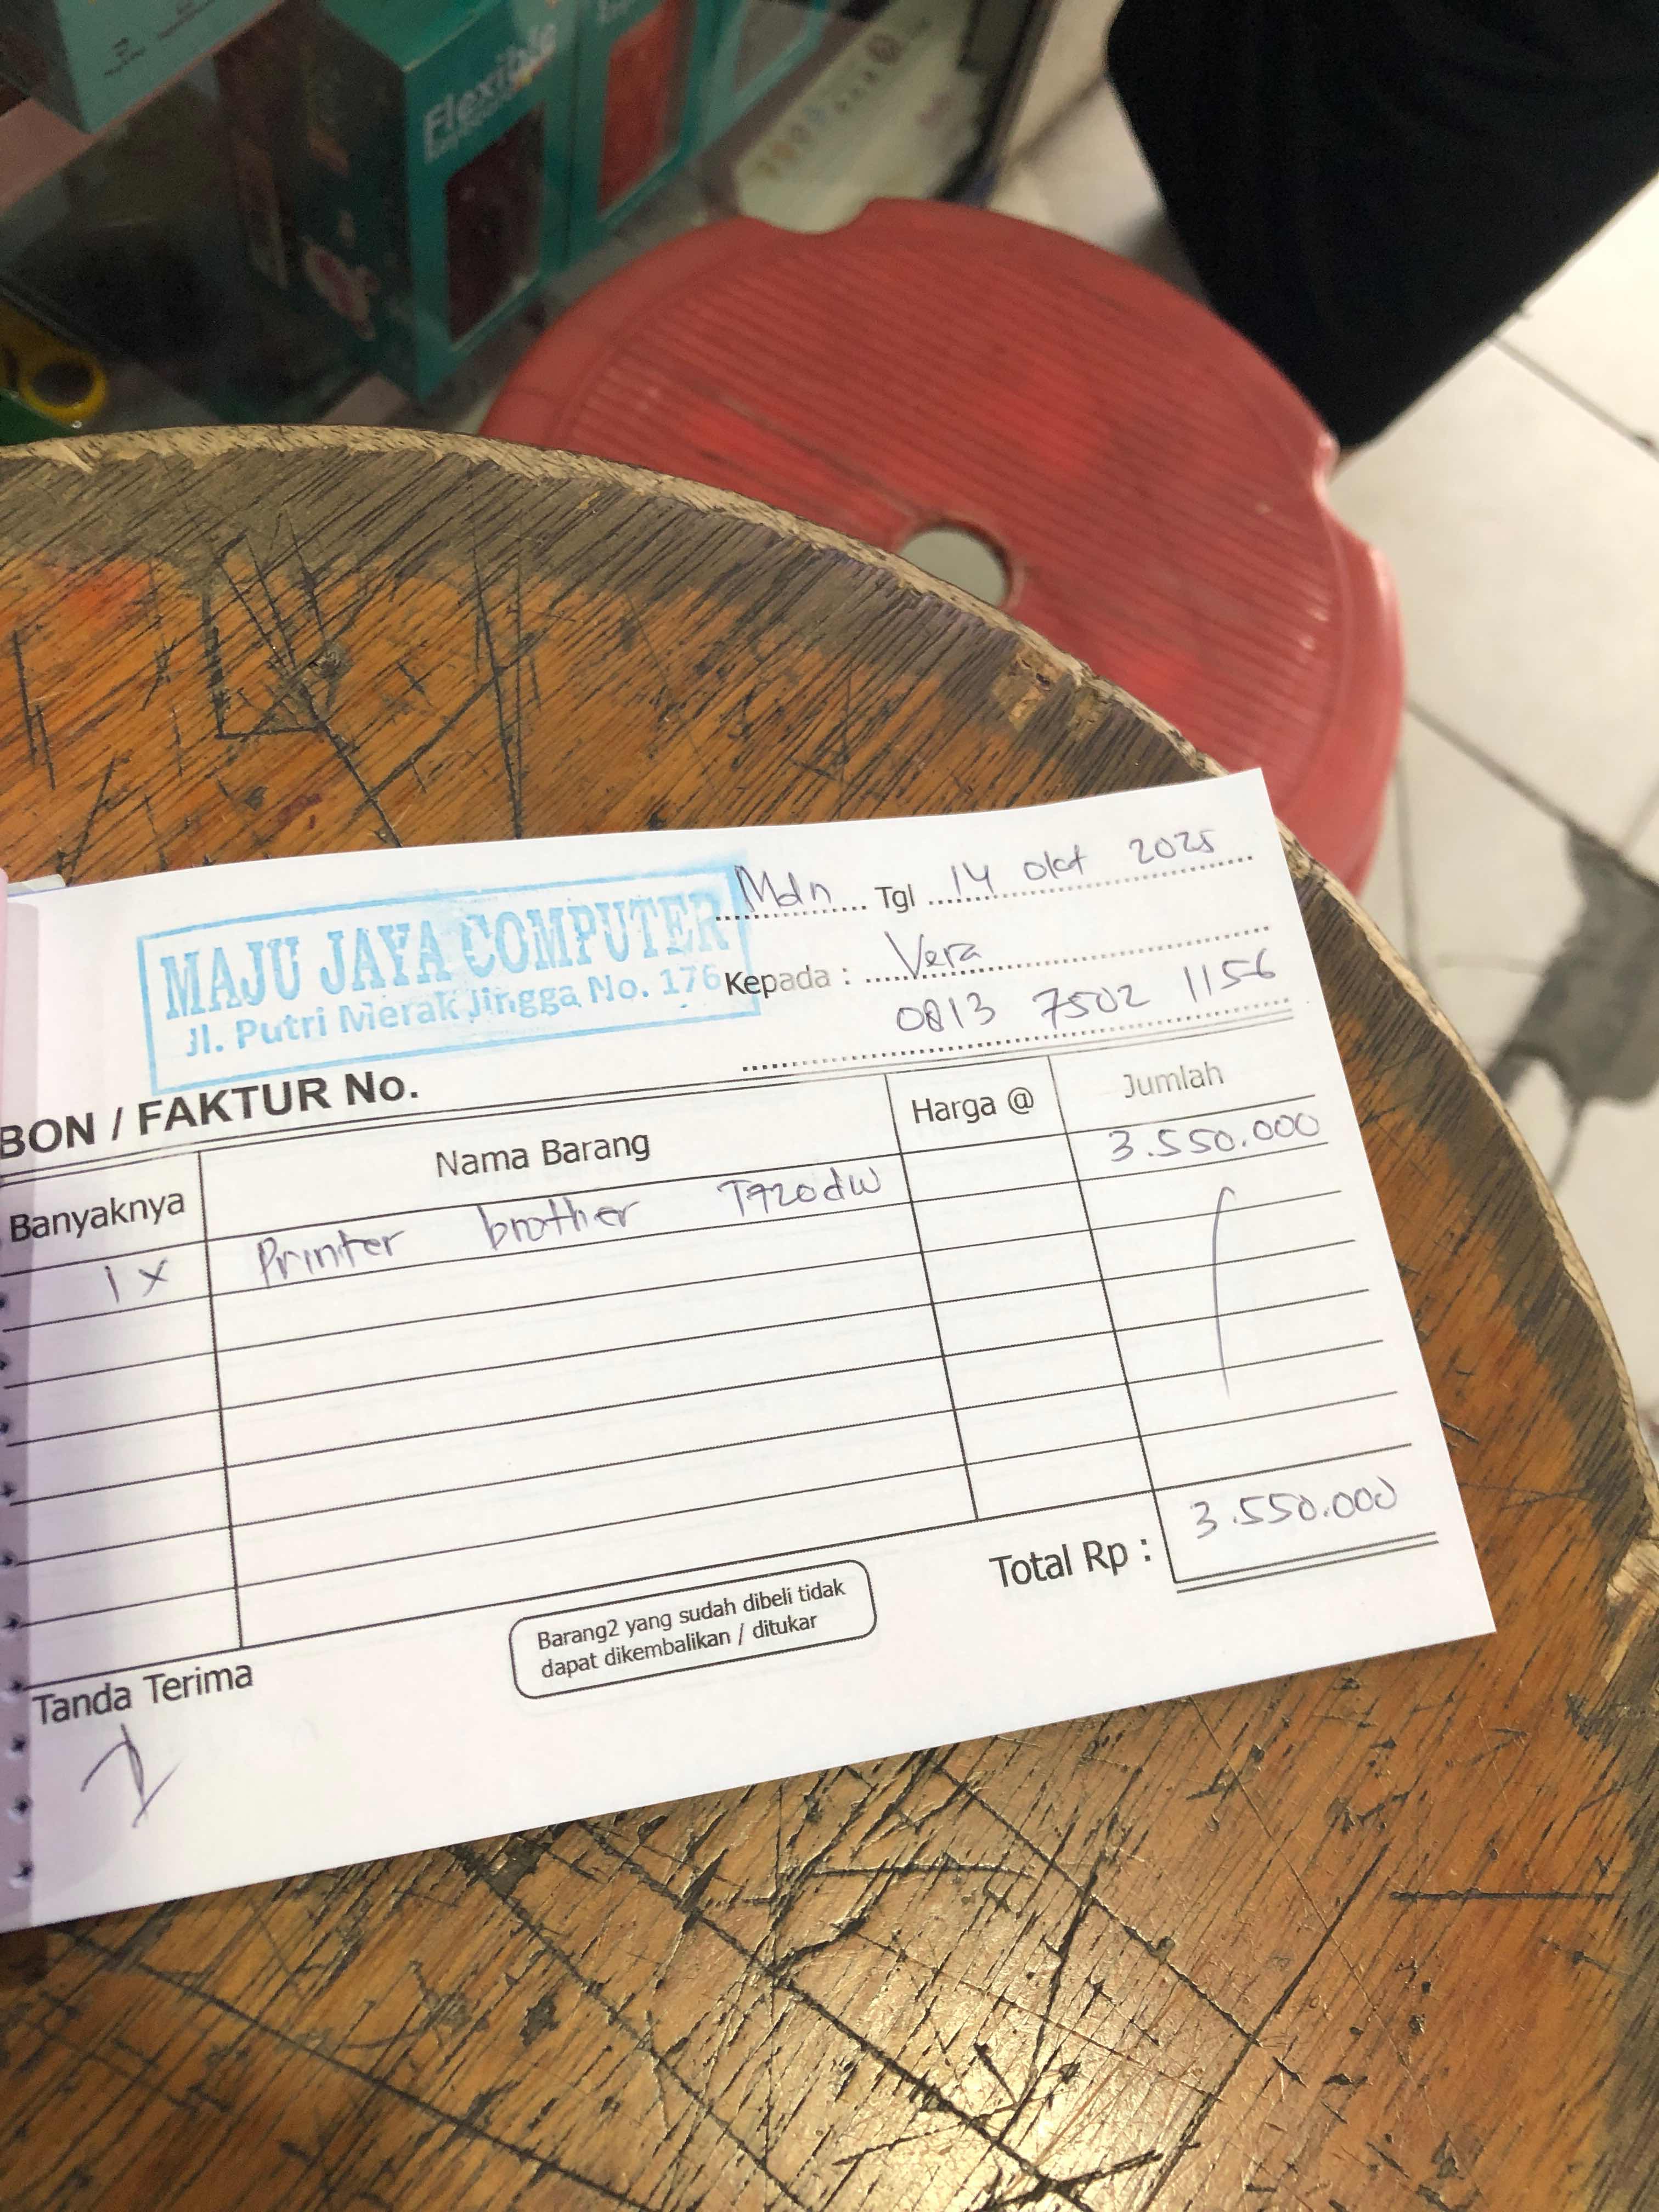 Flexible
MAJU JAYA COMPUTER
Jl. Putri Merak Jingga No. 176
Mdn Tgl 14 okt 2025
Kepada : Vera
0813 7502 1156
BON / FAKTUR No.
Banyaknya Nama Barang Harga @ Jumlah
1 x Printer brother T720dw 3.550.000
Total Rp : 3.550.000
Barang2 yang sudah dibeli tidak
dapat dikembalikan / ditukar
Tanda Terima